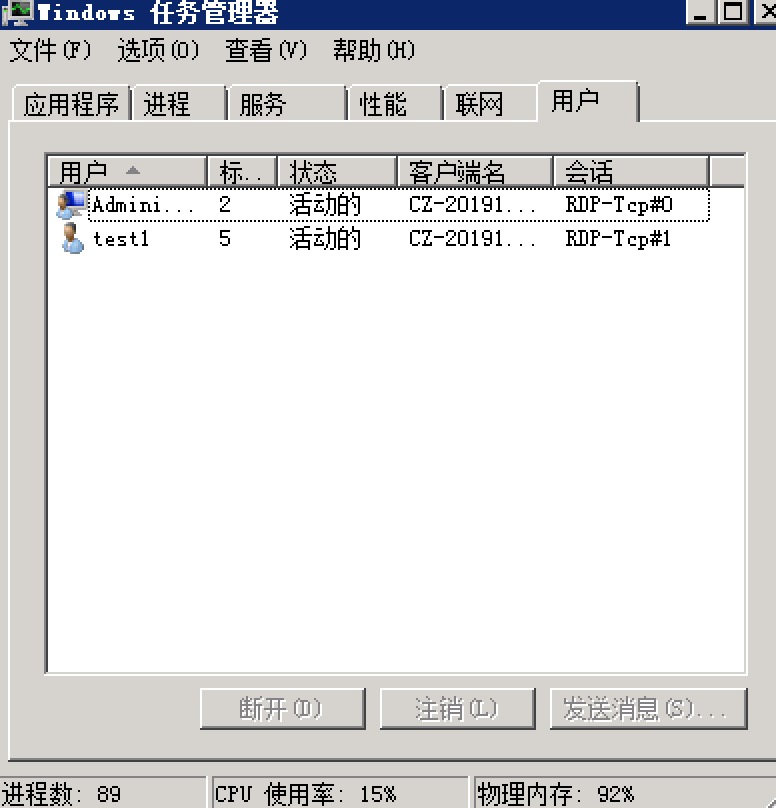 Windows 任务管理器
文件(F) 选项(O) 查看(V) 帮助(H)
应用程序 进程 服务 性能 联网 用户
用户 标.. 状态 客户端名 会话
Admini... 2 活动的 CZ-20191... RDP-Tcp#0
test1 5 活动的 CZ-20191... RDP-Tcp#1
断开(D) 注销(L) 发送消息(S)...
进程数: 89 CPU 使用率: 15% 物理内存: 92%